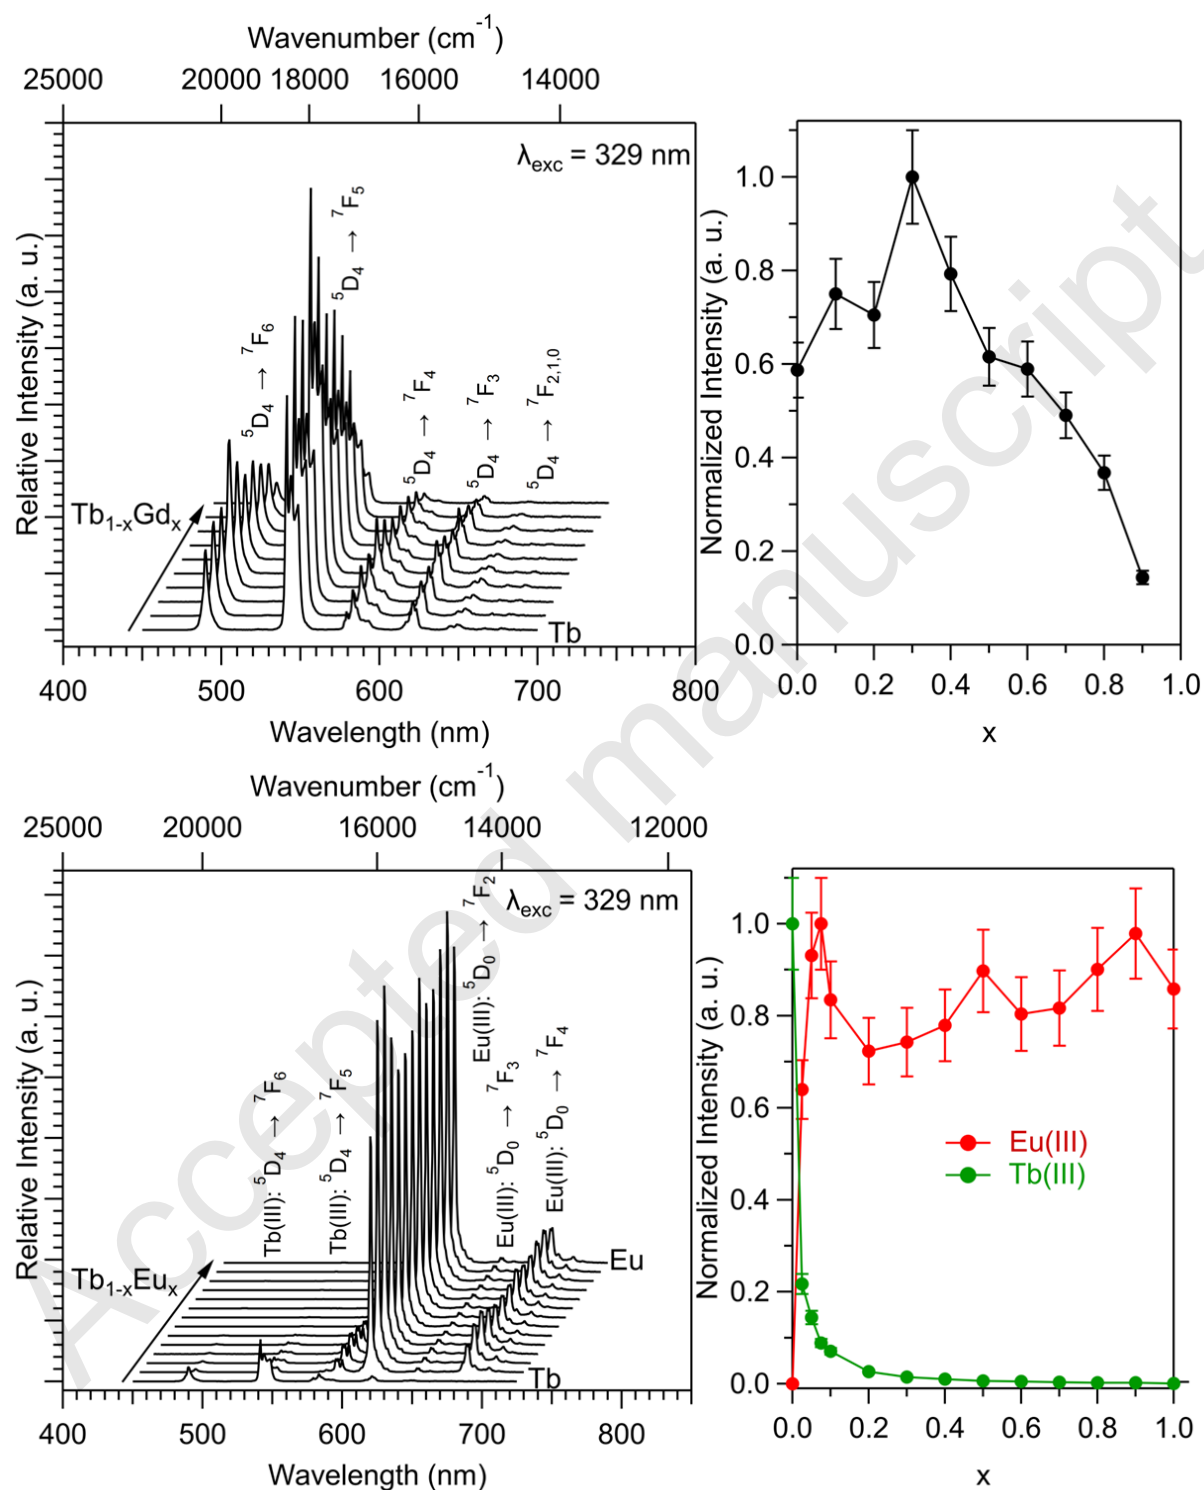 Wavenumber (cm⁻¹)
25000 20000 18000 16000 14000
λexc = 329 nm
⁵D₄ → ⁷F₆
⁵D₄ → ⁷F₅
⁵D₄ → ⁷F₄
⁵D₄ → ⁷F₃
⁵D₄ → ⁷F₂,₁,₀
Tb₁₋ₓGdₓ
Tb
Relative Intensity (a. u.)
400 500 600 700 800
Wavelength (nm)
Normalized Intensity (a. u.)
1.0
0.8
0.6
0.4
0.2
0.0
0.0 0.2 0.4 0.6 0.8 1.0
x
Wavenumber (cm⁻¹)
25000 20000 16000 14000 12000
λexc = 329 nm
Tb(III): ⁵D₄ → ⁷F₆
Tb(III): ⁵D₄ → ⁷F₅
Eu(III): ⁵D₀ → ⁷F₂
Eu(III): ⁵D₀ → ⁷F₃
Eu(III): ⁵D₀ → ⁷F₄
Tb₁₋ₓEuₓ
Eu
Tb
Relative Intensity (a. u.)
400 500 600 700 800
Wavelength (nm)
Normalized Intensity (a. u.)
1.0
0.8
0.6
0.4
0.2
0.0
Eu(III)
Tb(III)
0.0 0.2 0.4 0.6 0.8 1.0
x
Accepted manuscript